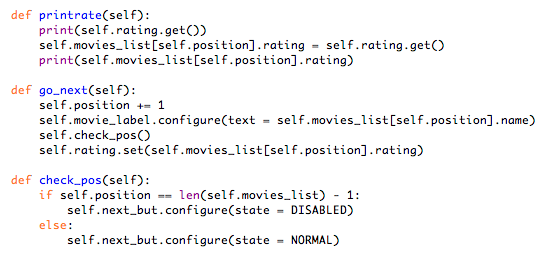 def printrate(self):
    print(self.rating.get())
    self.movies_list[self.position].rating = self.rating.get()
    print(self.movies_list[self.position].rating)

def go_next(self):
    self.position += 1
    self.movie_label.configure(text = self.movies_list[self.position].name)
    self.check_pos()
    self.rating.set(self.movies_list[self.position].rating)

def check_pos(self):
    if self.position == len(self.movies_list) - 1:
        self.next_but.configure(state = DISABLED)
    else:
        self.next_but.configure(state = NORMAL)